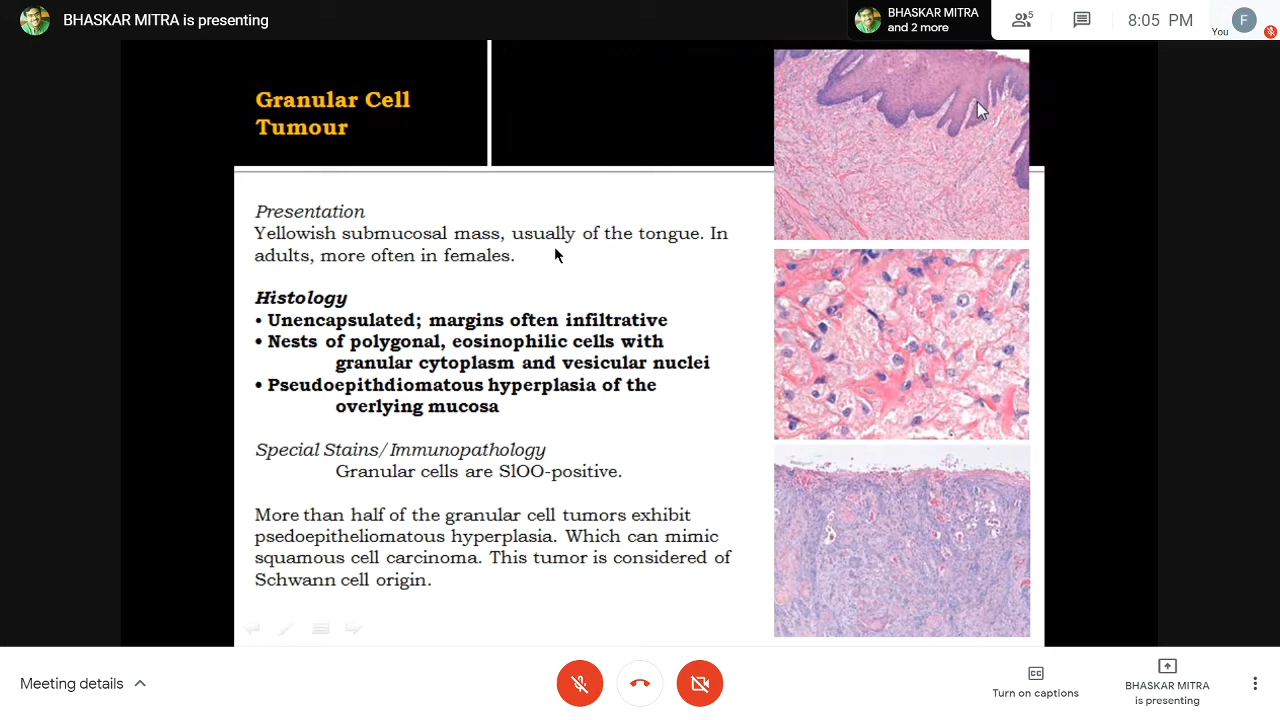 BHASKAR MITRA is presenting
BHASKAR MITRA
and 2 more
5
8:05 PM
F
You
Granular Cell
Tumour
Presentation
Yellowish submucosal mass, usually of the tongue. In
adults, more often in females.
Histology
• Unencapsulated; margins often infiltrative
• Nests of polygonal, eosinophilic cells with
granular cytoplasm and vesicular nuclei
• Pseudoepithdiomatous hyperplasia of the
overlying mucosa
Special Stains/Immunopathology
Granular cells are SlOO-positive.
More than half of the granular cell tumors exhibit
psedoepitheliomatous hyperplasia. Which can mimic
squamous cell carcinoma. This tumor is considered of
Schwann cell origin.
Meeting details
CC
Turn on captions
BHASKAR MITRA
is presenting